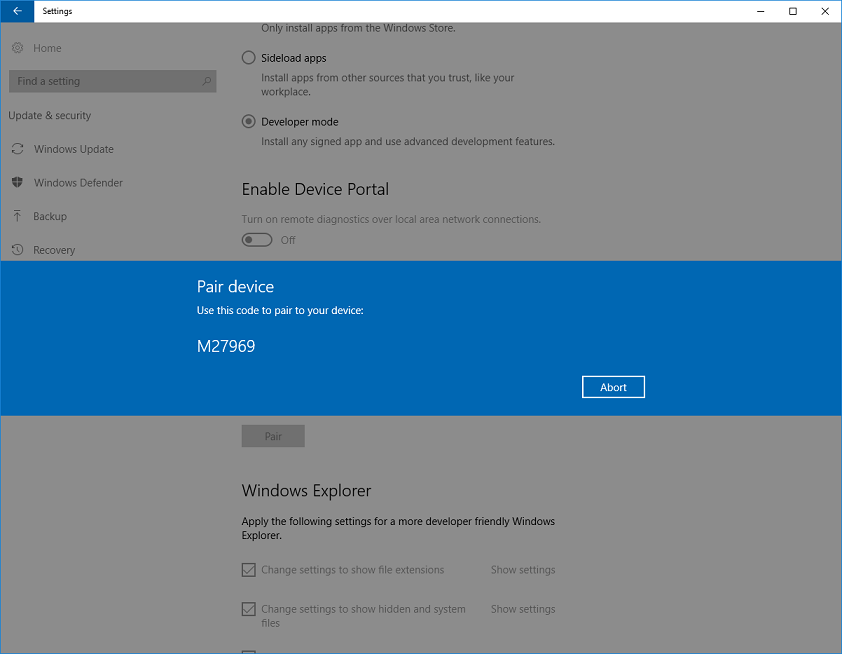 Settings
Only install apps from the Windows Store.
Home
Sideload apps
Find a setting
Install apps from other sources that you trust, like your
workplace.
Update & security
Developer mode
Windows Update
Install any signed app and use advanced development features.
Windows Defender
Enable Device Portal
Backup
Turn on remote diagnostics over local area network connections.
Off
Recovery
Pair device
Use this code to pair to your device:
M27969
Abort
Pair
Windows Explorer
Apply the following settings for a more developer friendly Windows
Explorer.
Change settings to show file extensions Show settings
Change settings to show hidden and system Show settings
files